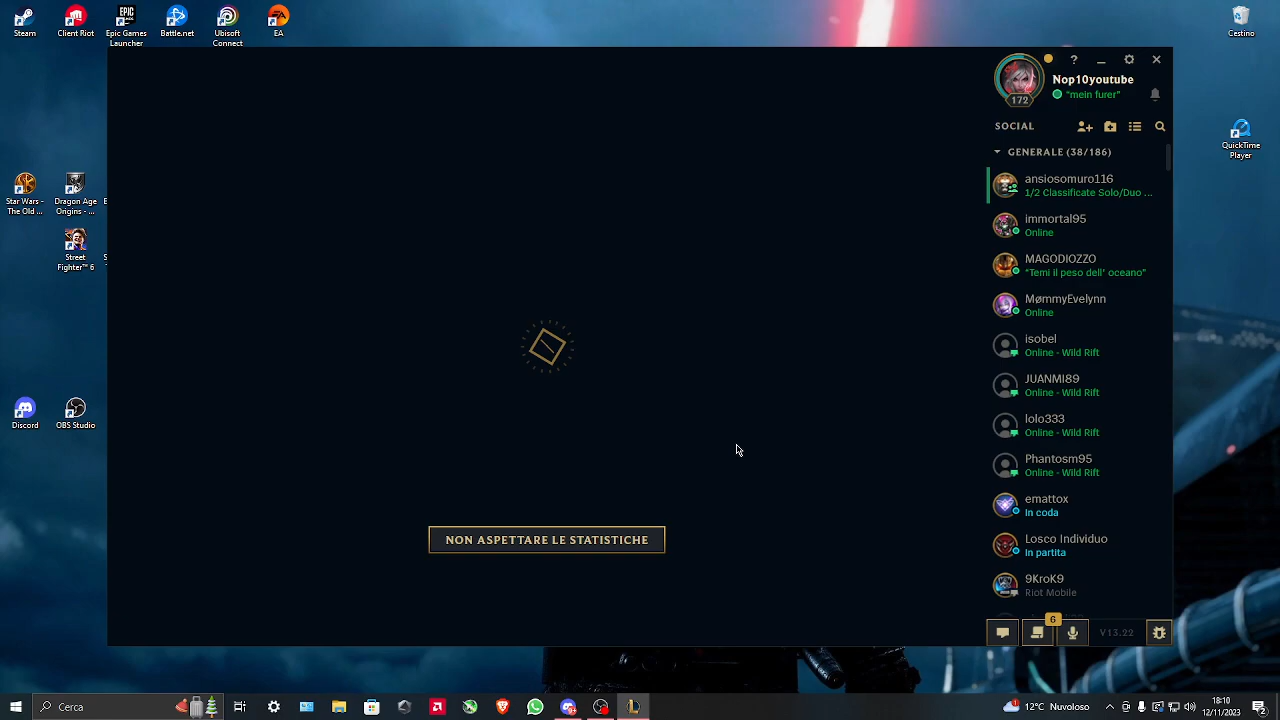 Steam
Client Riot
Epic Games Launcher
Battle.net
Ubisoft Connect
EA
Cestino
Nop10youtube
172
"mein furer"
SOCIAL
GENERALE (38/186)
ansiosomuro116
1/2 Classificate Solo/Duo ...
immortal95
Online
MAGODIOZZO
"Temi il peso dell' oceano"
MømmyEvelynn
Online
isobel
Online - Wild Rift
JUANMI89
Online - Wild Rift
lolo333
Online - Wild Rift
Phantosm95
Online - Wild Rift
emattox
In coda
Losco Individuo
In partita
9KroK9
Riot Mobile
QuickTime Player
Star Wars - The Old ...
Dragon Age Origins - ...
Street Fighter™ 6
Discord
OBS Studio
NON ASPETTARE LE STATISTICHE
6
V13.22
Cerca
12°C Nuvoloso
18:10
12/11/2023